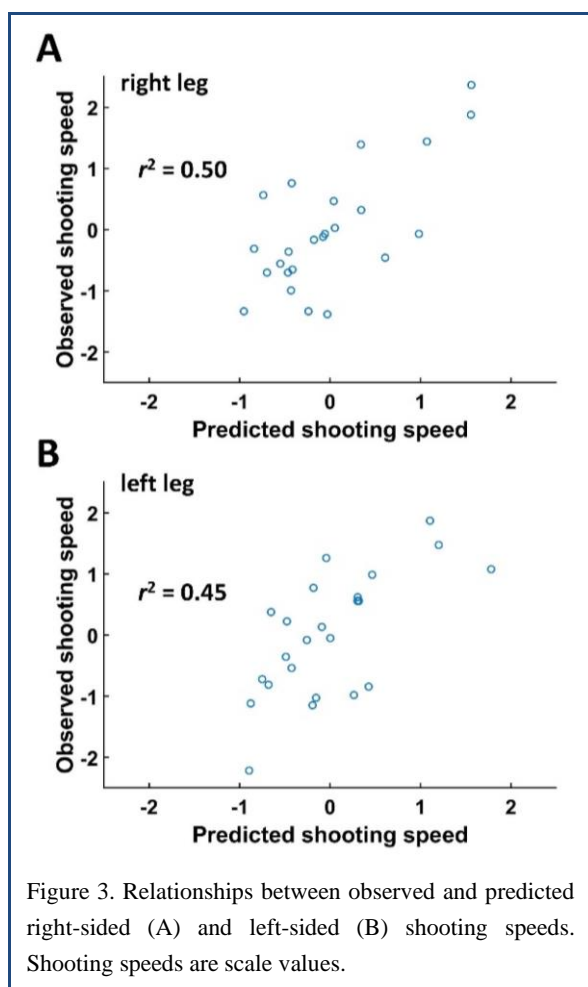 A
right leg
r² = 0.50
Observed shooting speed
2
1
0
-1
-2
-2 -1 0 1 2
Predicted shooting speed
B
left leg
r² = 0.45
Observed shooting speed
2
1
0
-1
-2
-2 -1 0 1 2
Predicted shooting speed
Figure 3. Relationships between observed and predicted
right-sided (A) and left-sided (B) shooting speeds.
Shooting speeds are scale values.